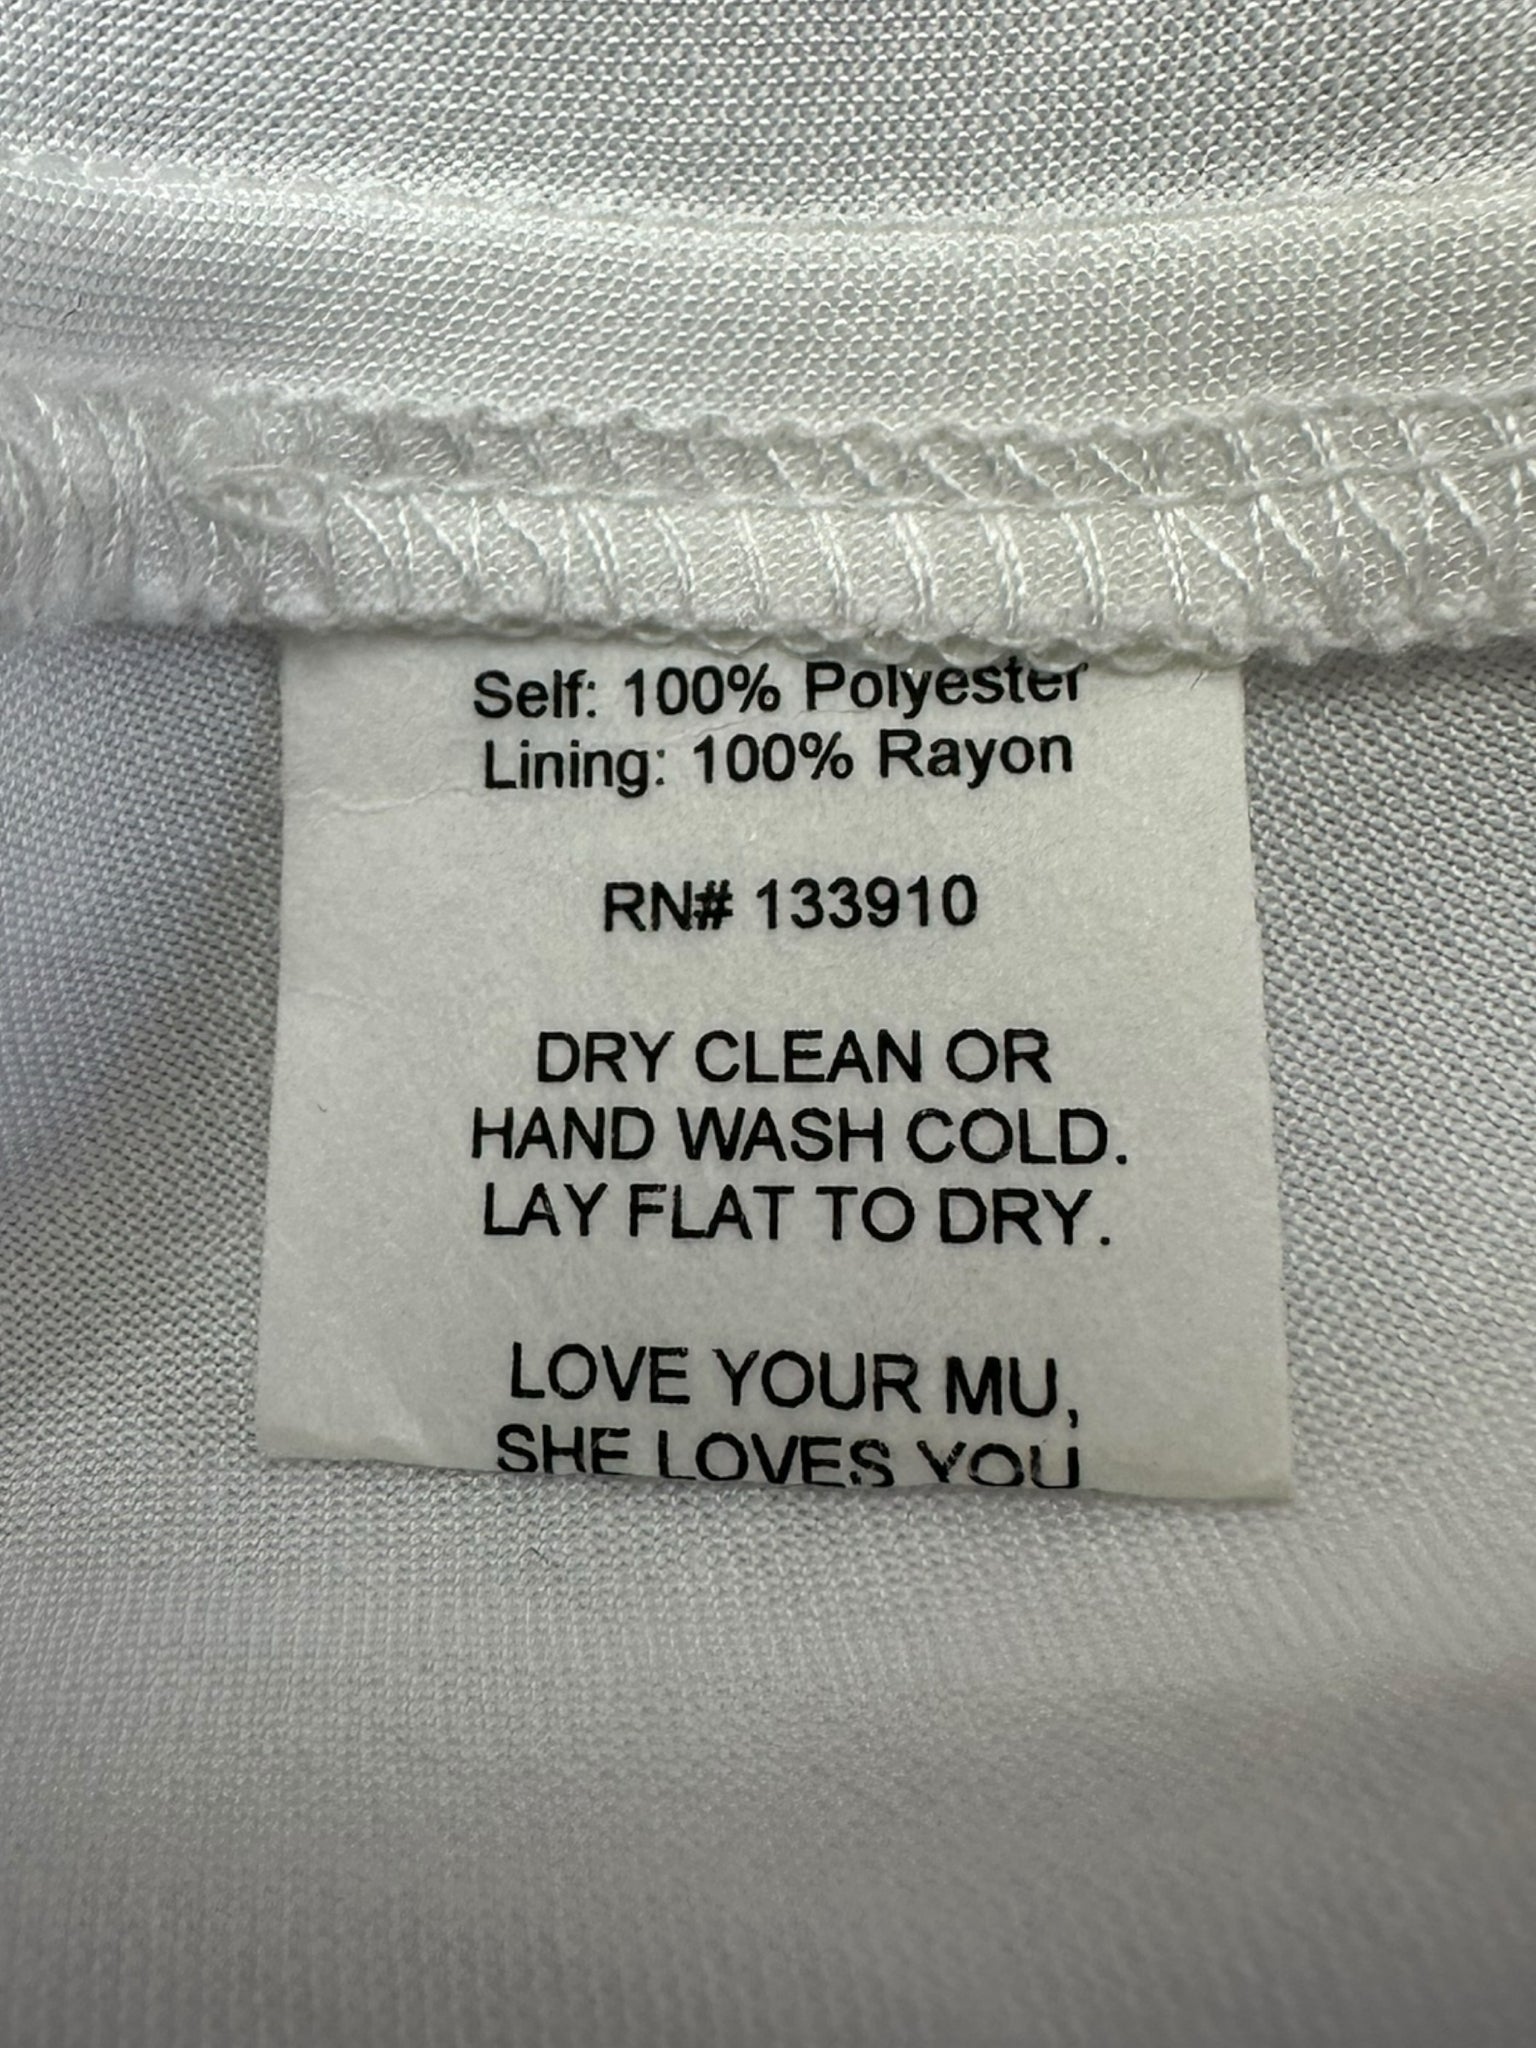 Self: 100% Polyester
Lining: 100% Rayon
RN# 133910
DRY CLEAN OR
HAND WASH COLD.
LAY FLAT TO DRY.
LOVE YOUR MU,
SHE LOVES YOU